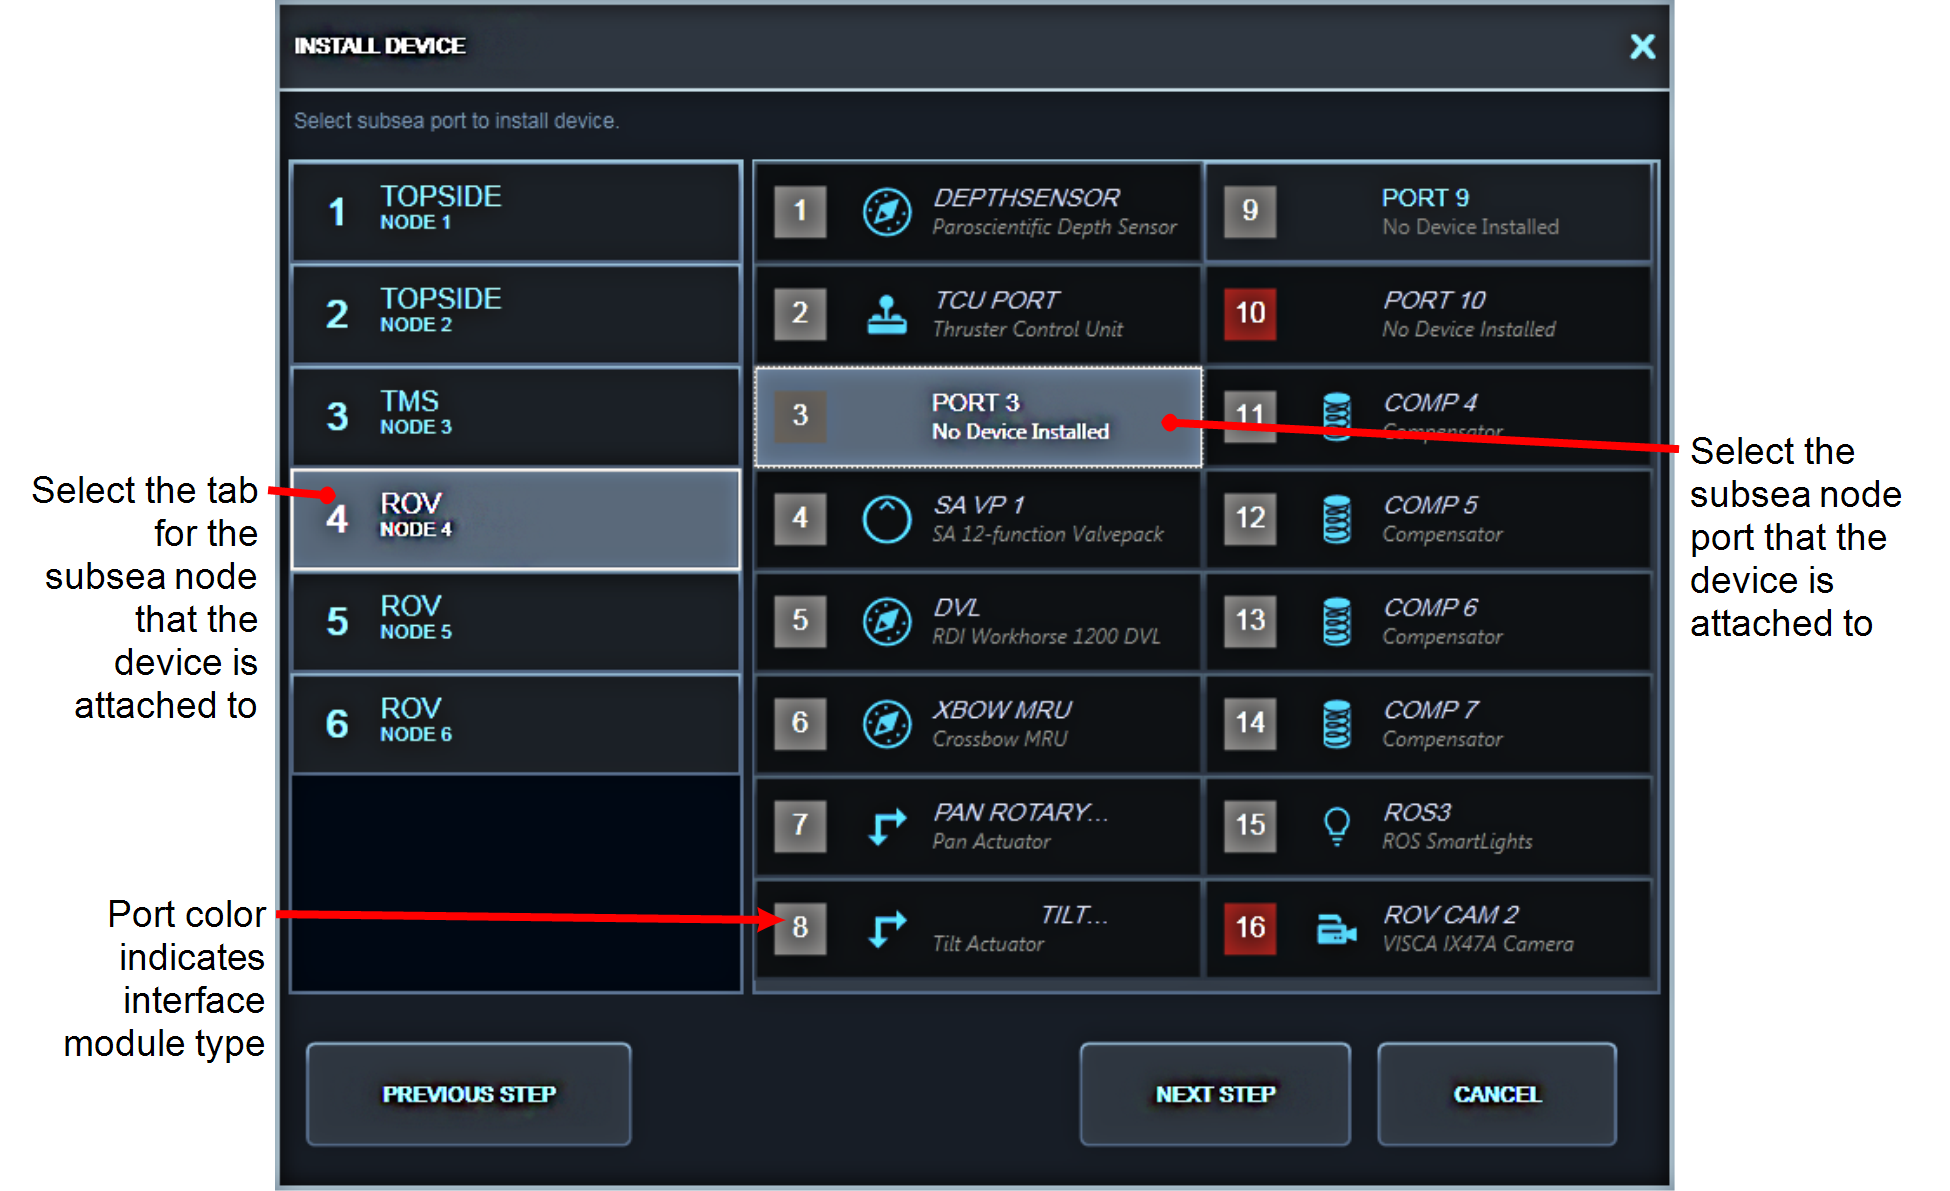 INSTALL DEVICE
Select subsea port to install device.
1
TOPSIDE
NODE 1
2
TOPSIDE
NODE 2
3
TMS
NODE 3
4
ROV
NODE 4
5
ROV
NODE 5
6
ROV
NODE 6
1
DEPTHSENSOR
Paroscientific Depth Sensor
2
TCU PORT
Thruster Control Unit
3
PORT 3
No Device Installed
4
SA VP 1
SA 12-function Valvepack
5
DVL
RDI Workhorse 1200 DVL
6
XBOW MRU
Crossbow MRU
7
PAN ROTARY...
Pan Actuator
8
TILT...
Tilt Actuator
9
PORT 9
No Device Installed
10
PORT 10
No Device Installed
11
COMP 4
Compensator
12
COMP 5
Compensator
13
COMP 6
Compensator
14
COMP 7
Compensator
15
ROS3
ROS SmartLights
16
ROV CAM 2
VISCA IX47A Camera
PREVIOUS STEP
NEXT STEP
CANCEL
Select the tab
for the
subsea node
that the
device is
attached to
Port color
indicates
interface
module type
Select the
subsea node
port that the
device is
attached to